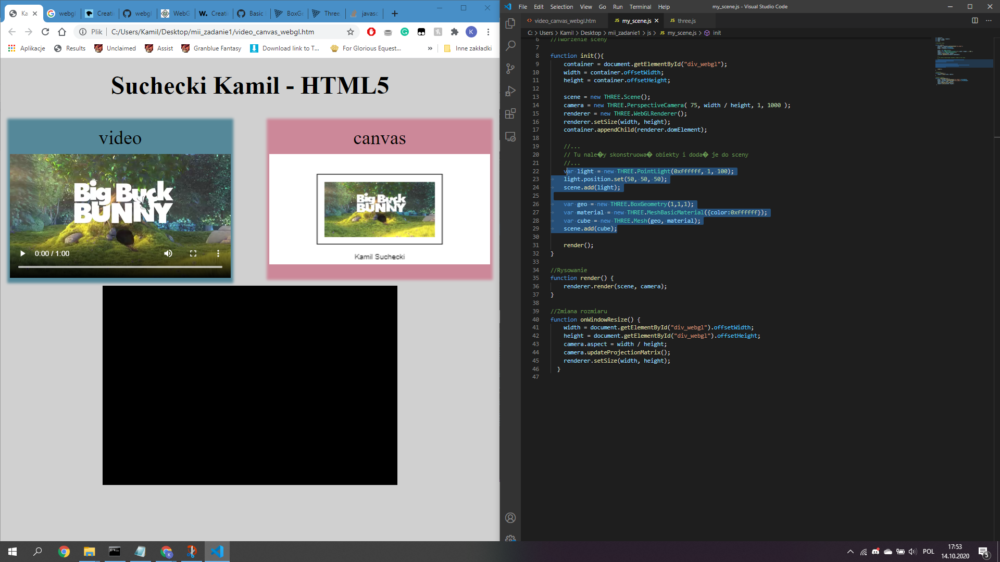 Ka
webgl
Creati
webgl
WebG
Creati
Basic
BoxGe
Three
javasc
Plik
C:/Users/Kamil/Desktop/mii_zadanie1/video_canvas_webgl.htm
K
Aplikacje
Results
Unclaimed
Assist
Granblue Fantasy
Download link to T...
For Glorious Equest...
»
Inne zakładki
Suchecki Kamil - HTML5
video
canvas
Big Buck
BUNNY
0:00 / 1:00
Big Buck
BUNNY
Kamil Suchecki
File Edit Selection View Go Run Terminal Help
my_scene.js - Visual Studio Code
video_canvas_webgl.htm
JS my_scene.js
JS three.js
C: > Users > Kamil > Desktop > mii_zadanie1 > js > JS my_scene.js > init
6 //Tworzenie sceny
7
8 function init(){
9 container = document.getElementById("div_webgl");
10 width = container.offsetWidth;
11 height = container.offsetHeight;
12
13 scene = new THREE.Scene();
14 camera = new THREE.PerspectiveCamera( 75, width / height, 1, 1000 );
15 renderer = new THREE.WebGLRenderer();
16 renderer.setSize(width, height);
17 container.appendChild(renderer.domElement);
18
19 //...
20 // Tu nale�y skonstruowa� obiekty i doda� je do sceny
21 //...
22 var light = new THREE.PointLight(0xffffff, 1, 100);
23 light.position.set(50, 50, 50);
24 scene.add(light);
25
26 var geo = new THREE.BoxGeometry(1,1,1);
27 var material = new THREE.MeshBasicMaterial({color:0xffffff});
28 var cube = new THREE.Mesh(geo, material);
29 scene.add(cube);
30
31 render();
32 }
33
34 //Rysowanie
35 function render() {
36 renderer.render(scene, camera);
37 }
38
39 //Zmiana rozmiaru
40 function onWindowResize() {
41 width = document.getElementById("div_webgl").offsetWidth;
42 height = document.getElementById("div_webgl").offsetHeight;
43 camera.aspect = width / height;
44 camera.updateProjectionMatrix();
45 renderer.setSize(width, height);
46 }
47
POL
17:53
14.10.2020
5